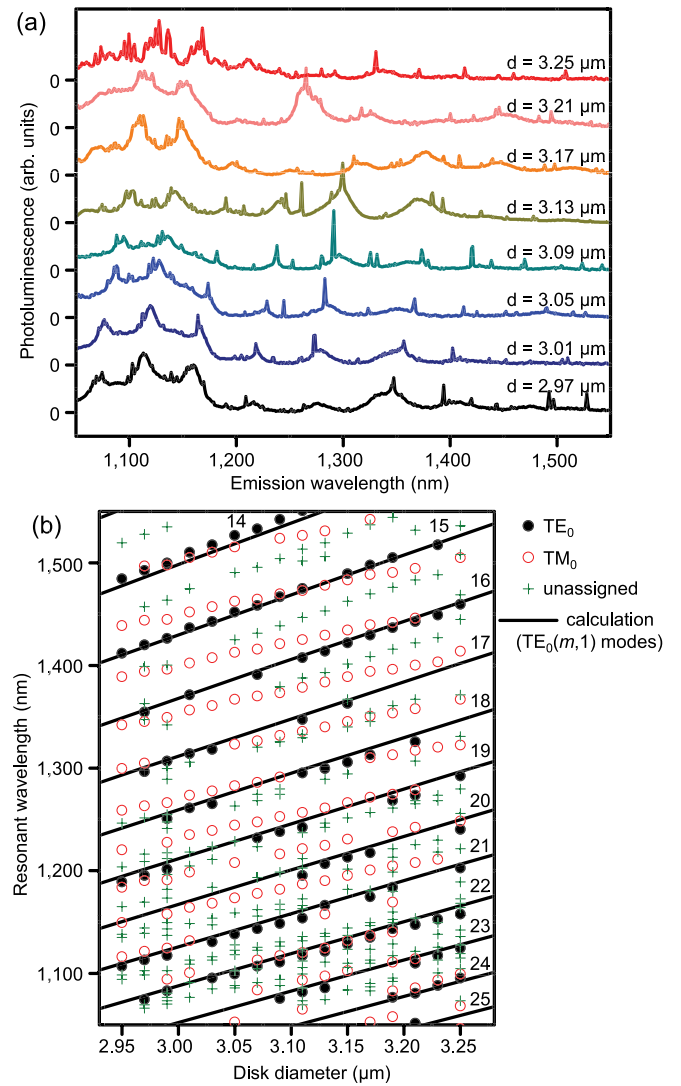 (a)
Photoluminescence (arb. units)
0
d = 3.25 µm
0
d = 3.21 µm
0
d = 3.17 µm
0
d = 3.13 µm
0
d = 3.09 µm
0
d = 3.05 µm
0
d = 3.01 µm
0
d = 2.97 µm
1,100 1,200 1,300 1,400 1,500
Emission wavelength (nm)
(b)
Resonant wavelength (nm)
1,500
1,400
1,300
1,200
1,100
14
15
16
17
18
19
20
21
22
23
24
25
2.95 3.00 3.05 3.10 3.15 3.20 3.25
Disk diameter (µm)
TE₀
TM₀
unassigned
calculation
(TE₀(m,1) modes)